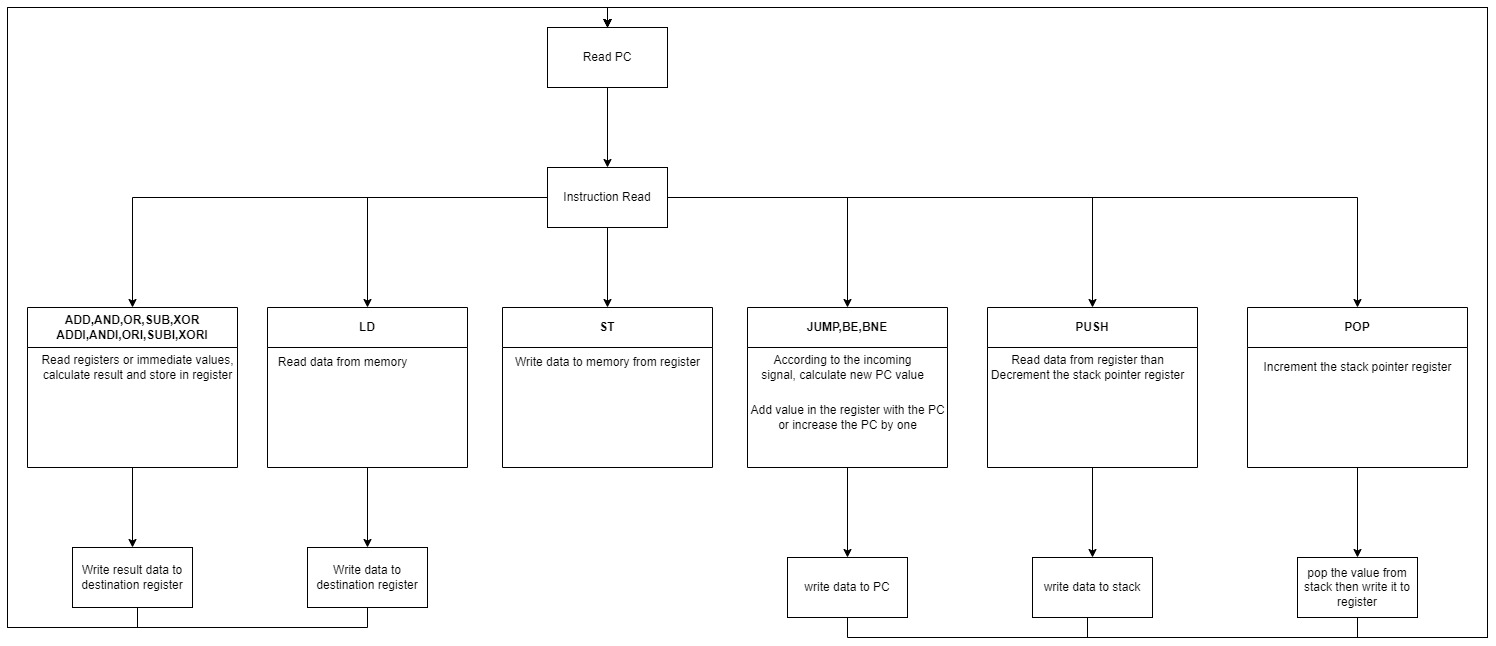 Read PC
Instruction Read
ADD,AND,OR,SUB,XOR
ADDI,ANDI,ORI,SUBI,XORI
Read registers or immediate values,
calculate result and store in register
LD
Read data from memory
ST
Write data to memory from register
JUMP,BE,BNE
According to the incoming
signal, calculate new PC value
Add value in the register with the PC
or increase the PC by one
PUSH
Read data from register than
Decrement the stack pointer register
POP
Increment the stack pointer register
Write result data to
destination register
Write data to
destination register
write data to PC
write data to stack
pop the value from
stack then write it to
register